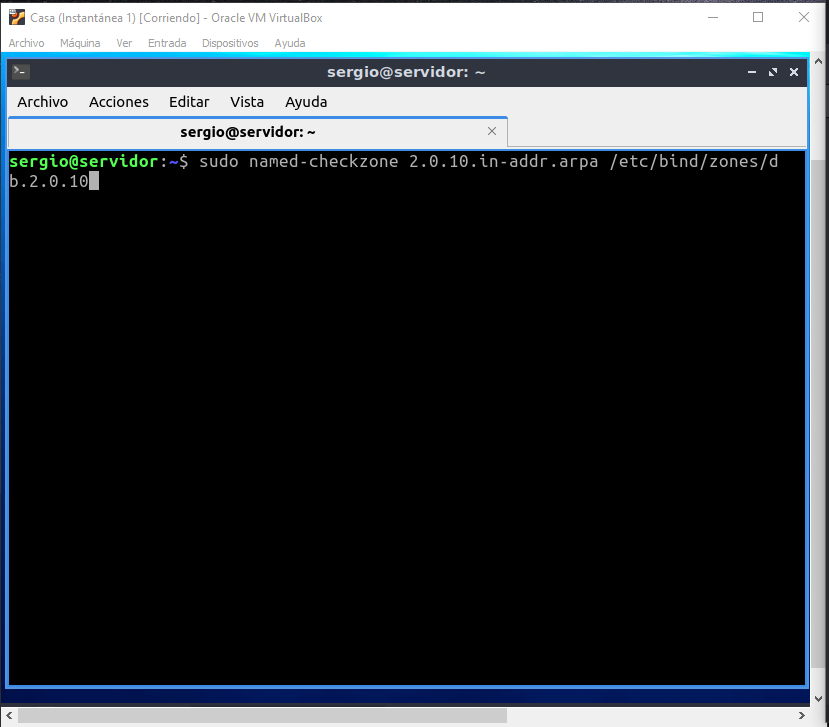 Casa (Instantánea 1) [Corriendo] - Oracle VM VirtualBox
Archivo Máquina Ver Entrada Dispositivos Ayuda
sergio@servidor: ~
Archivo Acciones Editar Vista Ayuda
sergio@servidor: ~
sergio@servidor:~$ sudo named-checkzone 2.0.10.in-addr.arpa /etc/bind/zones/d
b.2.0.10